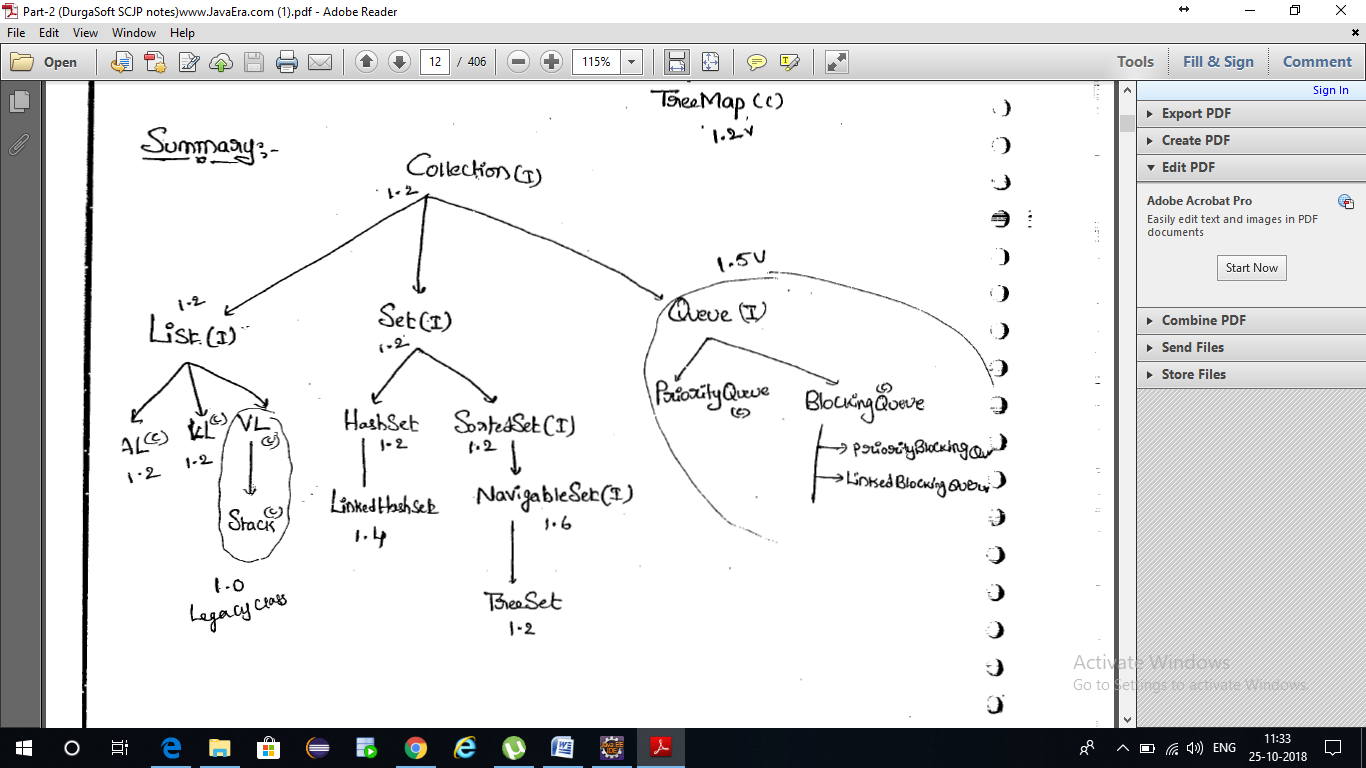 Part-2 (DurgaSoft SCJP notes)www.JavaEra.com (1).pdf - Adobe Reader
File Edit View Window Help
Open 12 / 406 115% Tools Fill & Sign Comment
Sign In
Export PDF
Create PDF
Edit PDF
Adobe Acrobat Pro
Easily edit text and images in PDF
documents
Start Now
Combine PDF
Send Files
Store Files
TreeMap (C)
1.2V
Summary:-
Collection (I)
1.2
1.5V
1.2
List (I)
Set (I)
1.2
Queue (I)
PriorityQueue
BlockingQueue
AL (C)
1.2
LL (C)
1.2
VL
(C)
HashSet
1.2
SortedSet (I)
1.2
PriorityBlockingQu
LinkedBlockingQueue
Stack (C)
LinkedHashSet
1.4
NavigableSet (I)
1.6
1.0
Legacy class
TreeSet
1.2
Activate Windows
Go to Settings to activate Windows.
ENG 11:33
25-10-2018